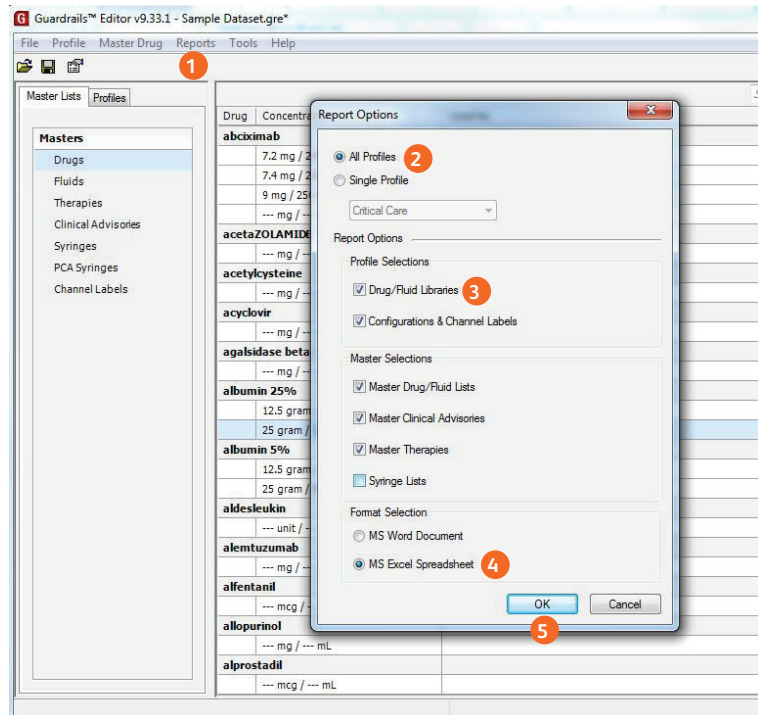 Guardrails™ Editor v9.33.1 - Sample Dataset.gre*
File Profile Master Drug Reports Tools Help
1
Master Lists Profiles
Masters
Drugs
Fluids
Therapies
Clinical Advisories
Syringes
PCA Syringes
Channel Labels
Drug Concentra
abciximab
7.2 mg / 2
7.4 mg / 2
9 mg / 25
--- mg / --
acetaZOLAMIDE
--- mg / --
acetylcysteine
--- mg / --
acyclovir
--- mg / --
agalsidase beta
--- mg / --
albumin 25%
12.5 gram
25 gram /
albumin 5%
12.5 gram
25 gram /
aldesleukin
--- unit / -
alemtuzumab
--- mg / --
alfentanil
--- mcg / -
allopurinol
--- mg / --- mL
alprostadil
--- mcg / --- mL
Report Options
All Profiles 2
Single Profile
Critical Care
Report Options
Profile Selections
Drug/Fluid Libraries 3
Configurations & Channel Labels
Master Selections
Master Drug/Fluid Lists
Master Clinical Advisories
Master Therapies
Syringe Lists
Format Selection
MS Word Document
MS Excel Spreadsheet 4
OK Cancel
5